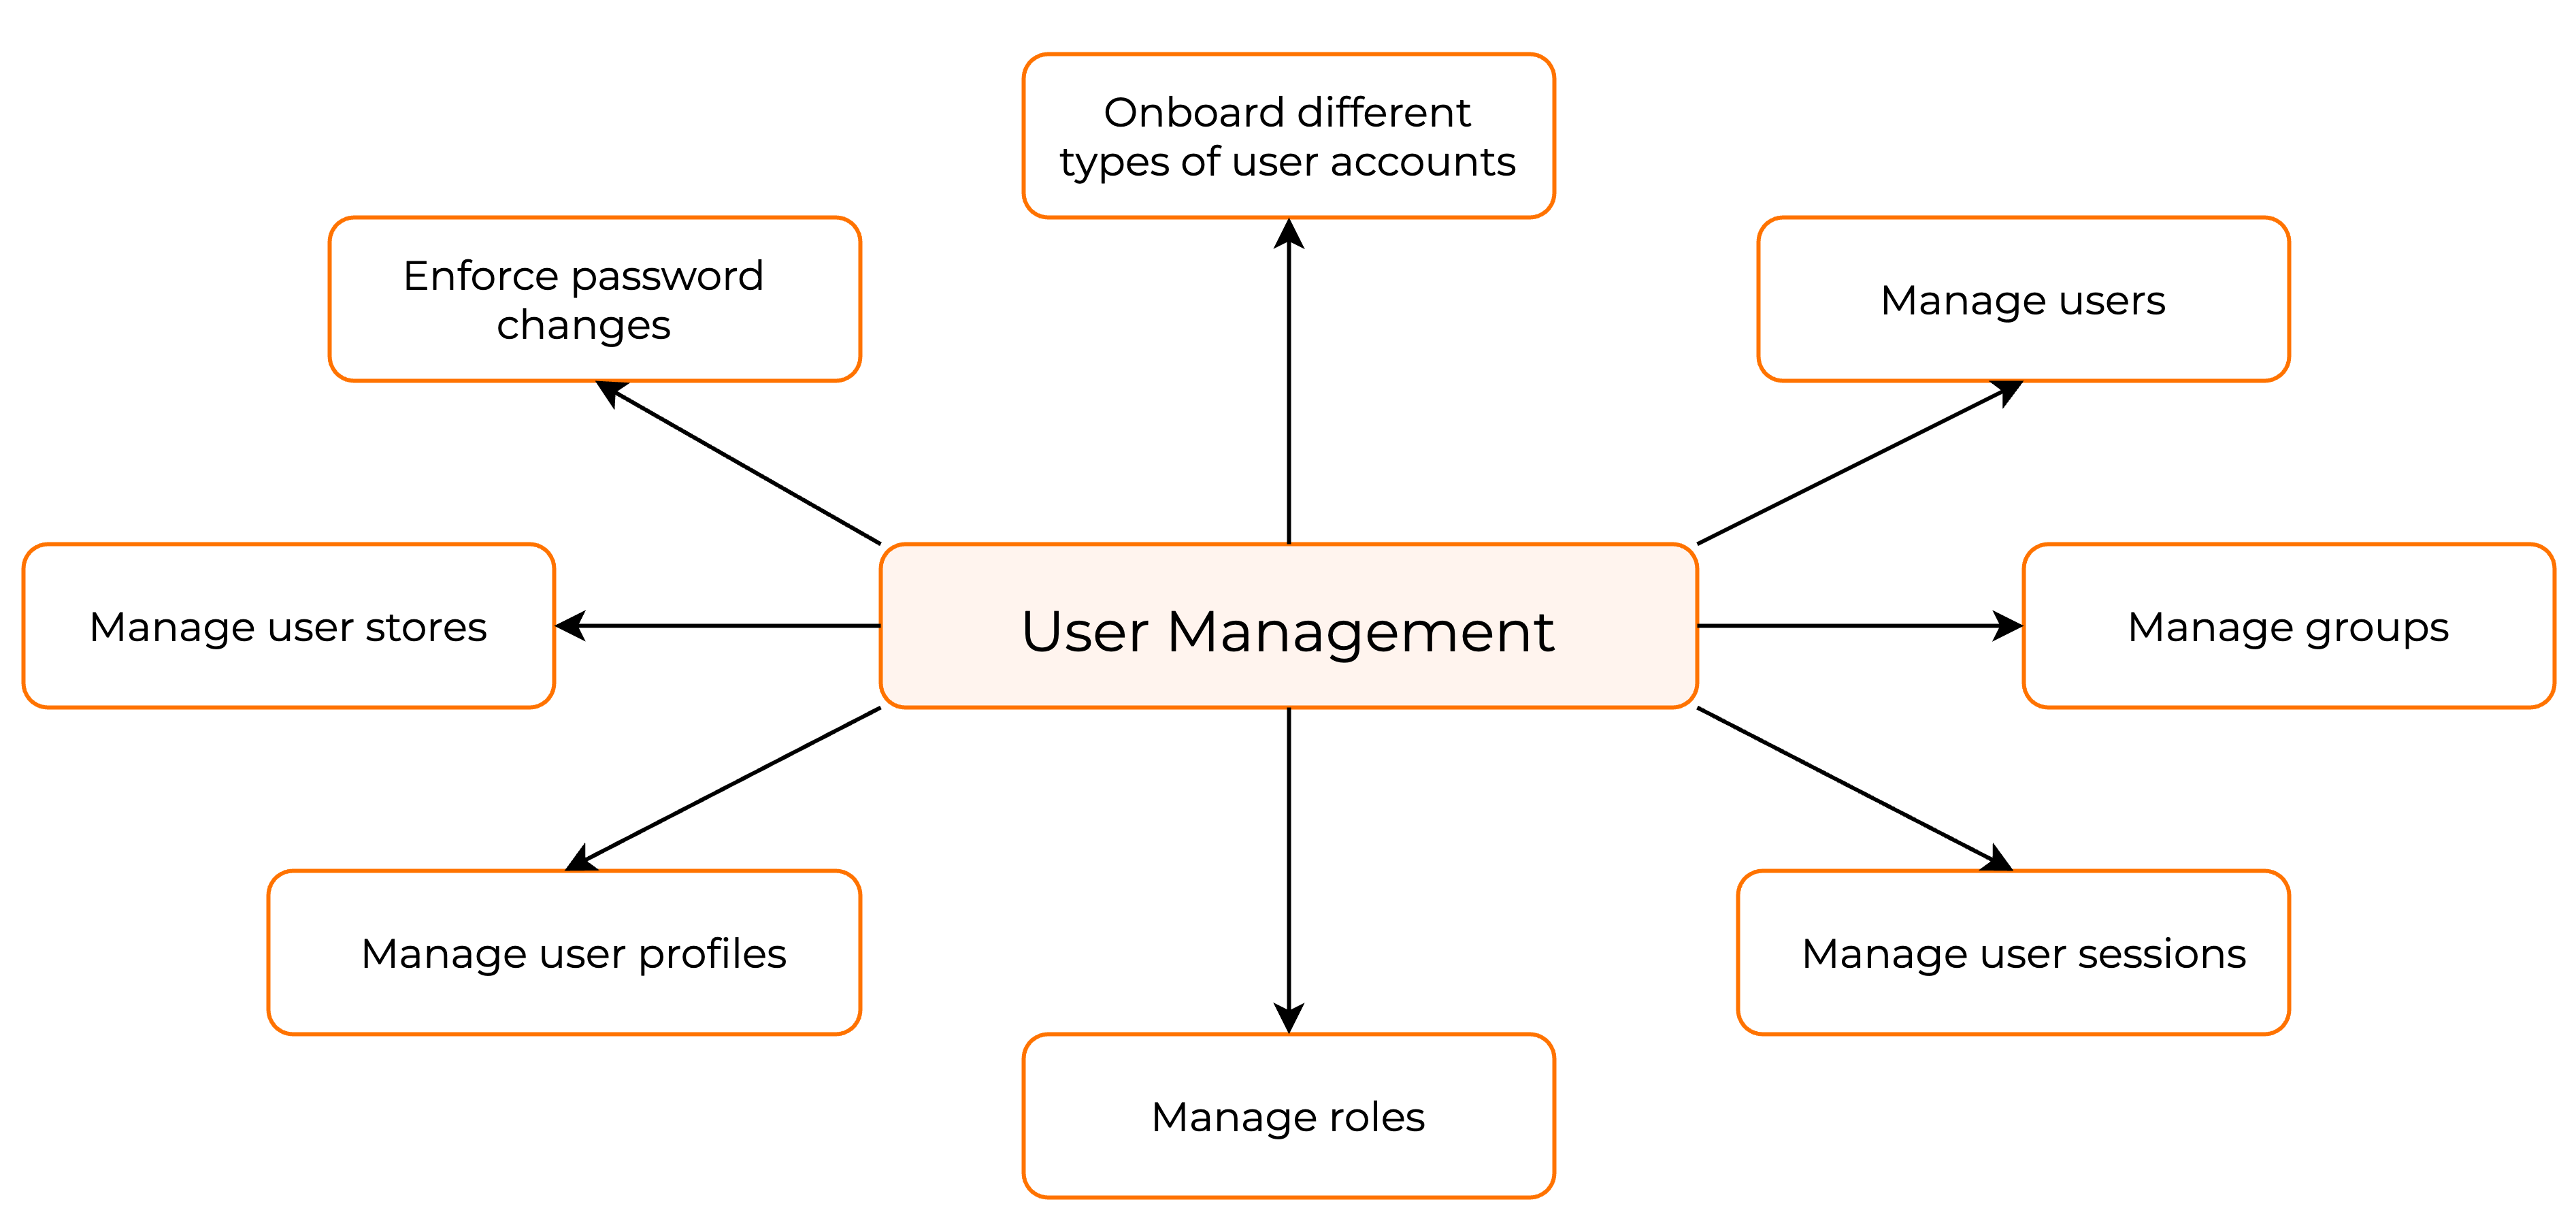 Onboard different
types of user accounts
Enforce password
changes
Manage users
Manage user stores
User Management
Manage groups
Manage user profiles
Manage user sessions
Manage roles